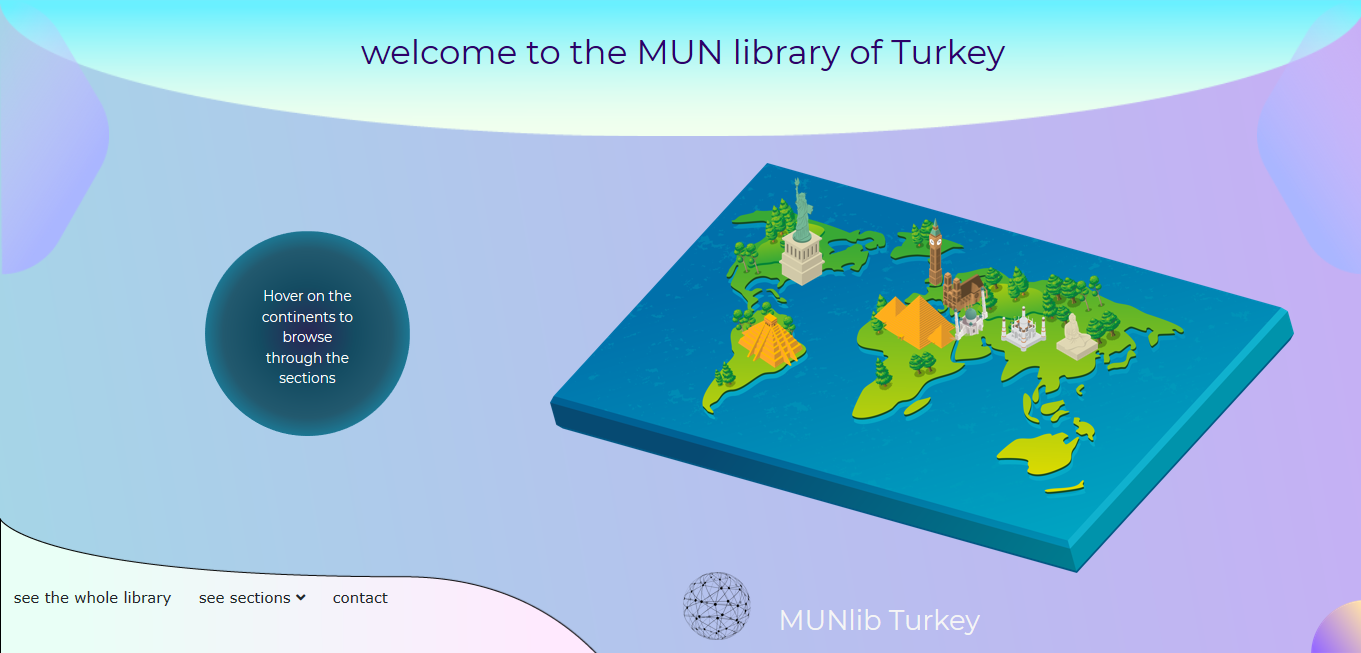 welcome to the MUN library of Turkey
Hover on the
continents to
browse
through the
sections
see the whole library
see sections
contact
MUNlib Turkey